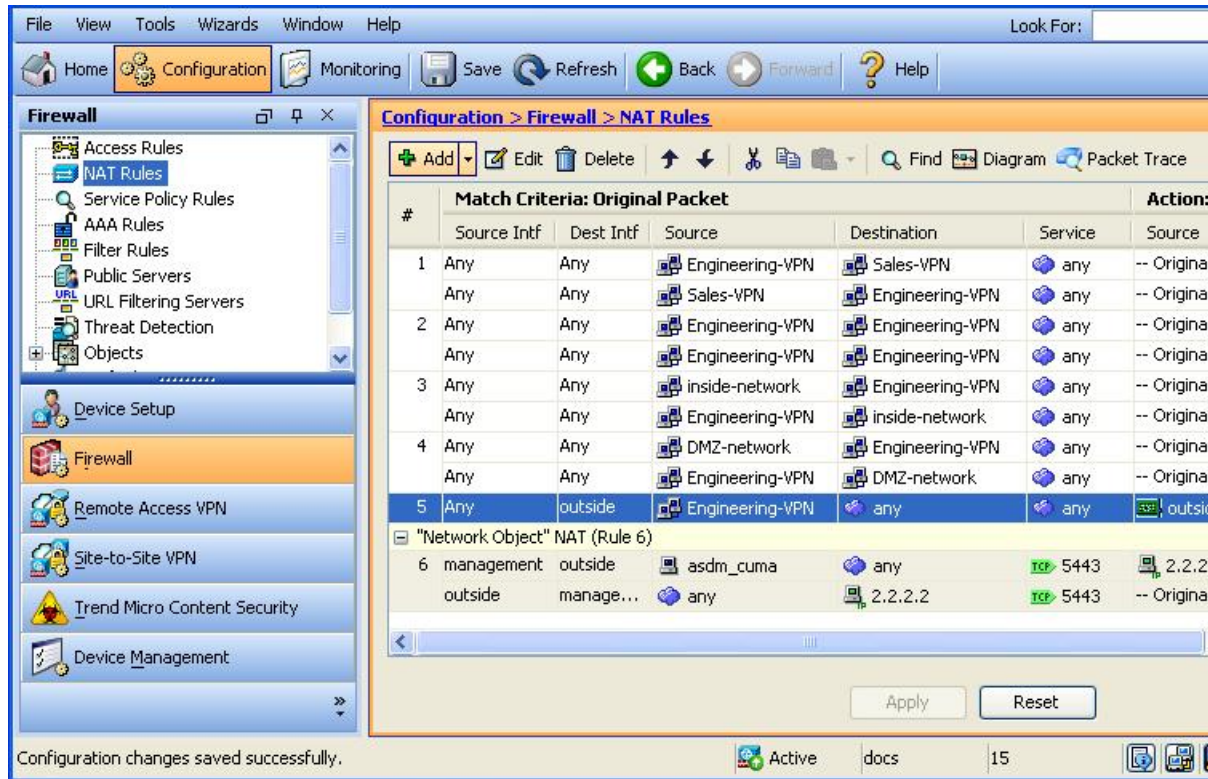 File View Tools Wizards Window Help Look For:
Home Configuration Monitoring Save Refresh Back Forward Help
Firewall
Access Rules
NAT Rules
Service Policy Rules
AAA Rules
Filter Rules
Public Servers
URL Filtering Servers
Threat Detection
Objects
Device Setup
Firewall
Remote Access VPN
Site-to-Site VPN
Trend Micro Content Security
Device Management
Configuration > Firewall > NAT Rules
Add Edit Delete Find Diagram Packet Trace
# Match Criteria: Original Packet Action:
Source Intf Dest Intf Source Destination Service Source
1 Any Any Engineering-VPN Sales-VPN any -- Origina
Any Any Sales-VPN Engineering-VPN any -- Origina
2 Any Any Engineering-VPN Engineering-VPN any -- Origina
Any Any Engineering-VPN Engineering-VPN any -- Origina
3 Any Any inside-network Engineering-VPN any -- Origina
Any Any Engineering-VPN inside-network any -- Origina
4 Any Any DMZ-network Engineering-VPN any -- Origina
Any Any Engineering-VPN DMZ-network any -- Origina
5 Any outside Engineering-VPN any any outsid
"Network Object" NAT (Rule 6)
6 management outside asdm_cuma any TCP 5443 2.2.2
outside manage... any 2.2.2.2 TCP 5443 -- Origina
Apply Reset
Configuration changes saved successfully. Active docs 15